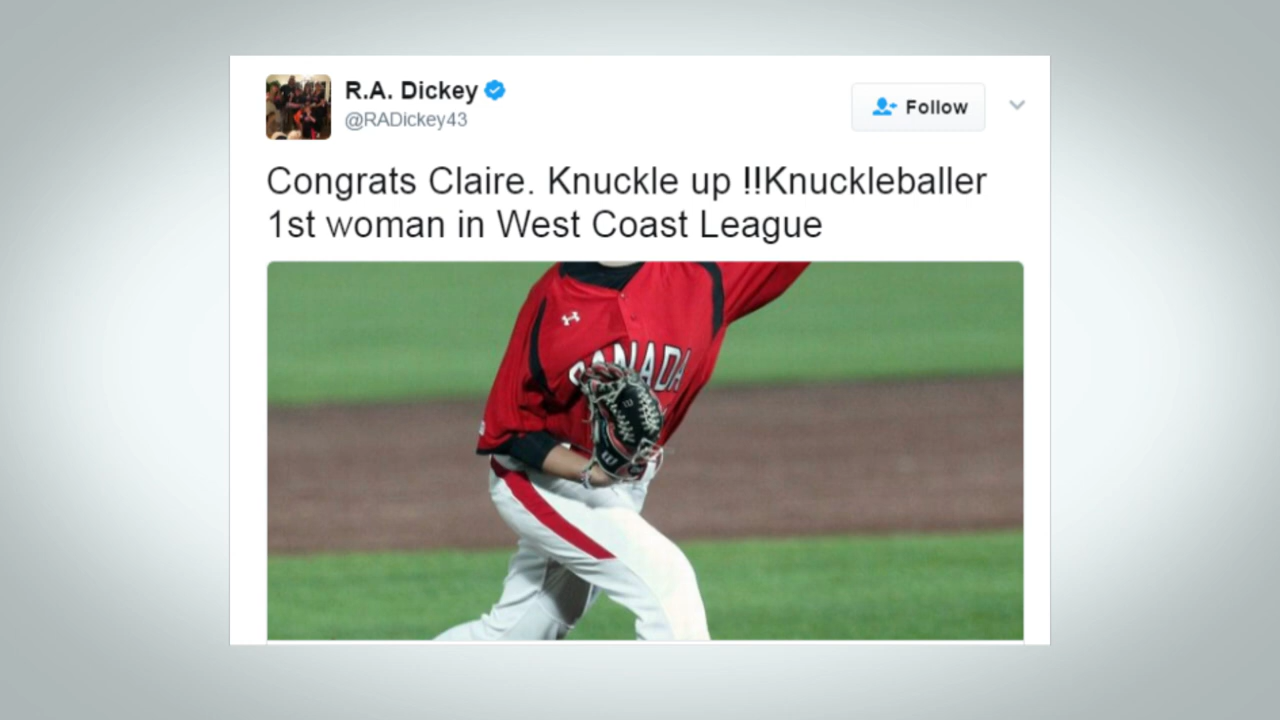 R.A. Dickey
@RADickey43
Follow
Congrats Claire. Knuckle up !!Knuckleballer
1st woman in West Coast League
CANADA